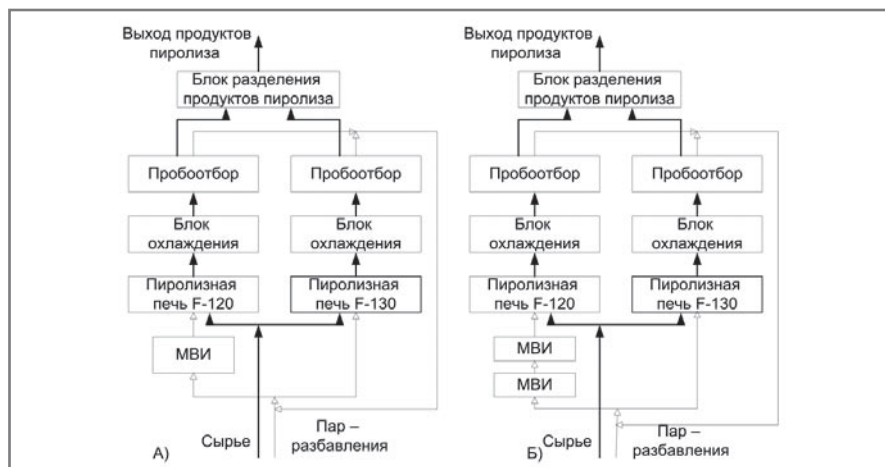 Выход продуктов
пиролиза
Блок разделения
продуктов пиролиза
Пробоотбор
Пробоотбор
Блок
охлаждения
Блок
охлаждения
Пиролизная
печь F-120
Пиролизная
печь F-130
МВИ
Сырье
Пар –
разбавления
А)
Выход продуктов
пиролиза
Блок разделения
продуктов пиролиза
Пробоотбор
Пробоотбор
Блок
охлаждения
Блок
охлаждения
Пиролизная
печь F-120
Пиролизная
печь F-130
МВИ
МВИ
Сырье
Пар –
разбавления
Б)